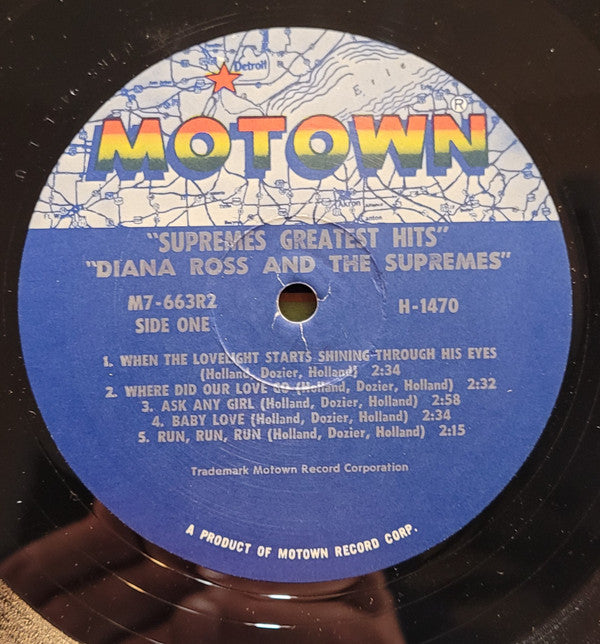 Detroit
Erie
MOTOWN®
Akron
Canton
"SUPREMES GREATEST HITS"
"DIANA ROSS AND THE SUPREMES"
M7-663R2 H-1470
SIDE ONE
1. WHEN THE LOVELIGHT STARTS SHINING THROUGH HIS EYES
(Holland, Dozier, Holland) 2:34
2. WHERE DID OUR LOVE GO (Holland, Dozier, Holland) 2:32
3. ASK ANY GIRL (Holland, Dozier, Holland) 2:58
4. BABY LOVE (Holland, Dozier, Holland) 2:34
5. RUN, RUN, RUN (Holland, Dozier, Holland) 2:15
Trademark Motown Record Corporation
A PRODUCT OF MOTOWN RECORD CORP.